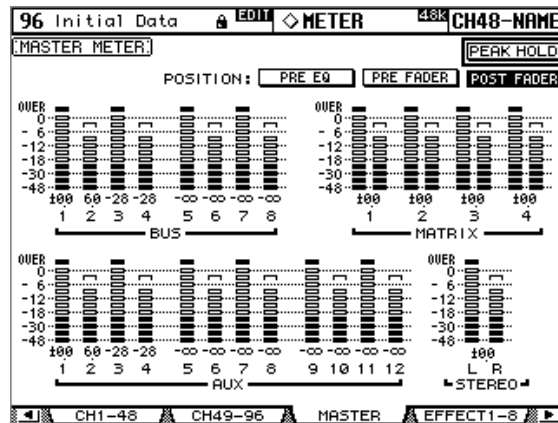 96 Initial Data EDIT METER 48k CH48-NAME
MASTER METER
PEAK HOLD
POSITION: PRE EQ PRE FADER POST FADER
OVER OVER
0 0
- 6 - 6
-12 -12
-18 -18
-30 -30
-48 -48
±00 60 -28 -28 -∞ -∞ -∞ -∞ ±00 ±00 ±00 ±00
1 2 3 4 5 6 7 8 1 2 3 4
BUS MATRIX
OVER OVER
0 0
- 6 - 6
-12 -12
-18 -18
-30 -30
-48 -48
±00 60 -28 -28 -∞ -∞ -∞ -∞ -∞ -∞ -∞ -∞ ±00
1 2 3 4 5 6 7 8 9 10 11 12 L R
AUX STEREO
CH1-48 CH49-96 MASTER EFFECT1-8